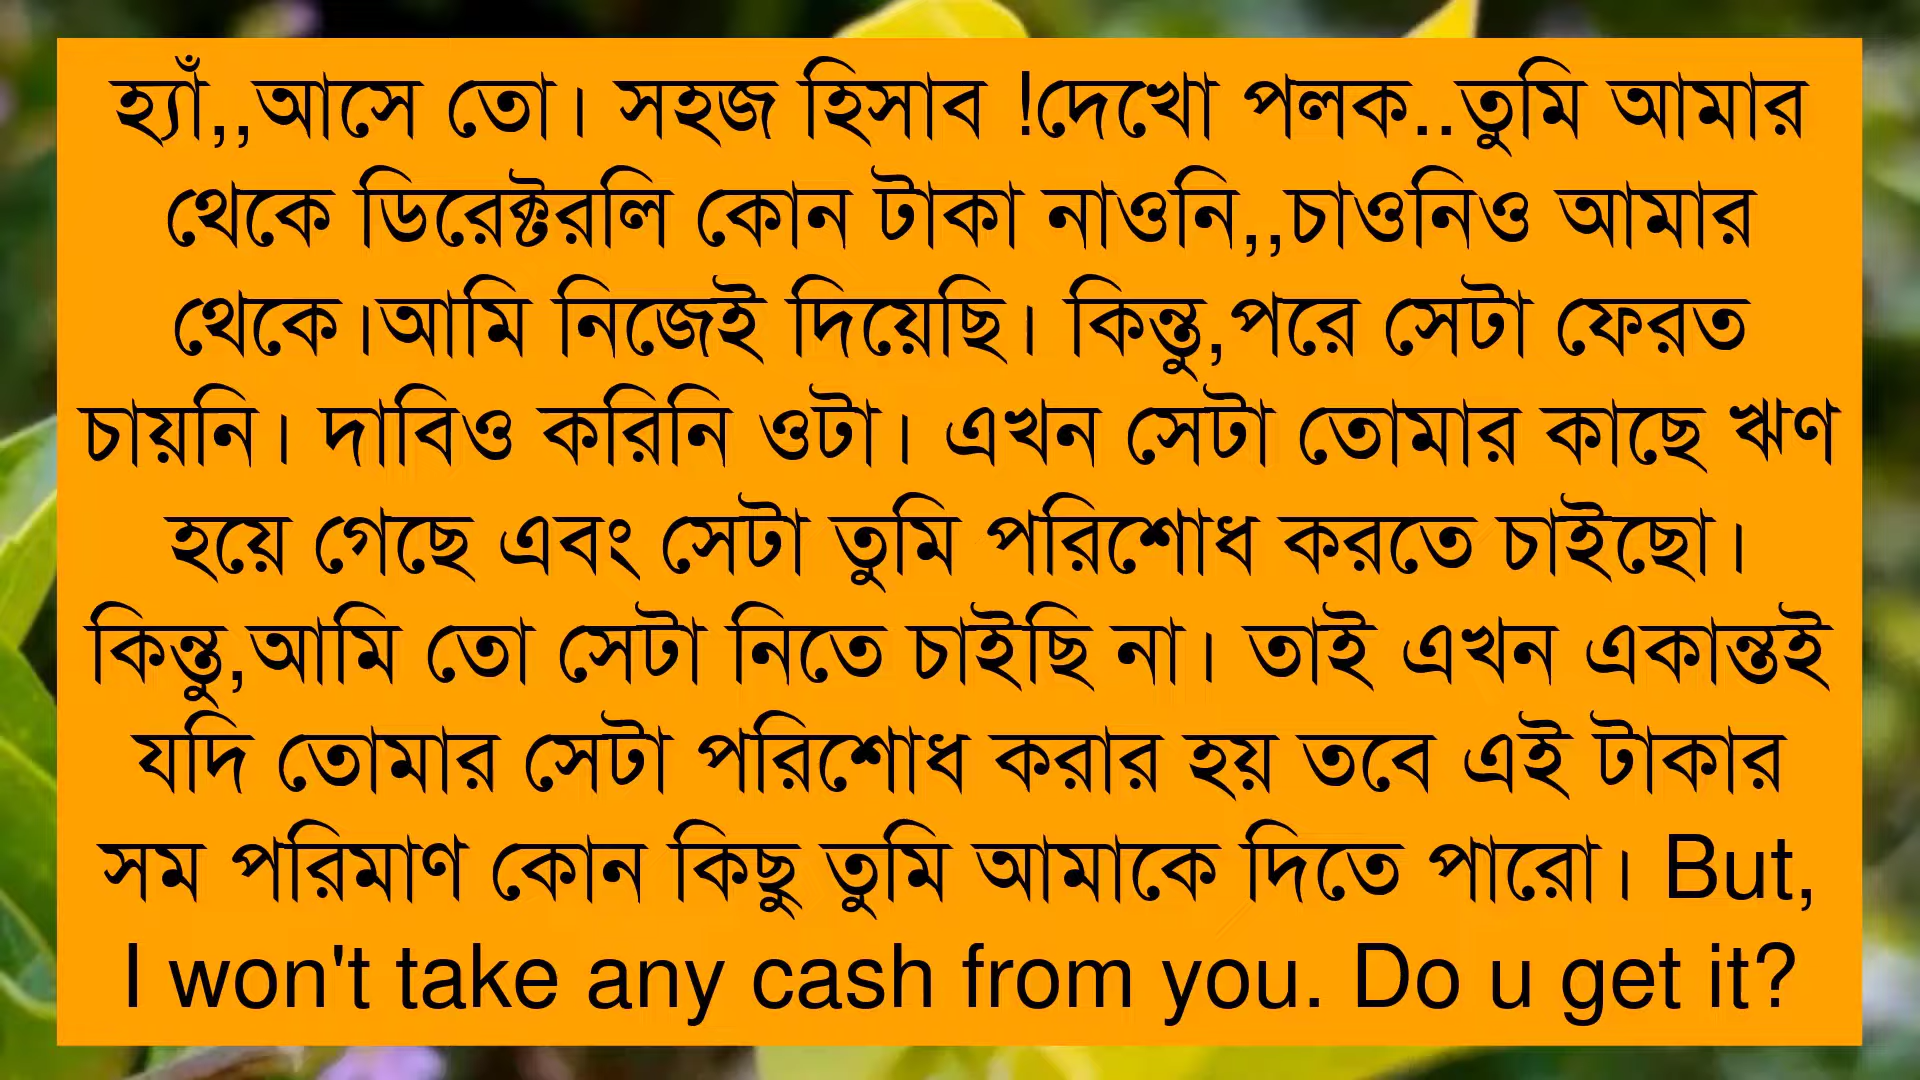 হ্যাঁ,,আসে তো। সহজ হিসাব !দেখো পলক..তুমি আমার
থেকে ডিরেক্টরলি কোন টাকা নাওনি,,চাওনিও আমার
থেকে।আমি নিজেই দিয়েছি। কিন্তু,পরে সেটা ফেরত
চায়নি। দাবিও করিনি ওটা। এখন সেটা তোমার কাছে ঋণ
হয়ে গেছে এবং সেটা তুমি পরিশোধ করতে চাইছো।
কিন্তু,আমি তো সেটা নিতে চাইছি না। তাই এখন একান্তই
যদি তোমার সেটা পরিশোধ করার হয় তবে এই টাকার
সম পরিমাণ কোন কিছু তুমি আমাকে দিতে পারো। But,
I won't take any cash from you. Do u get it?